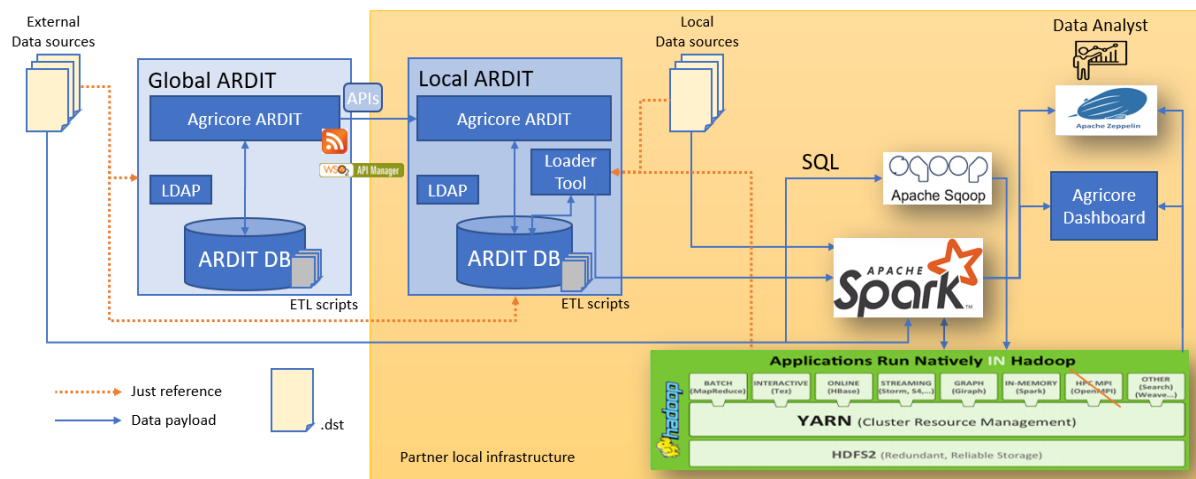 External
Data sources
Local
Data sources
Data Analyst
Global ARDIT
APIs
Local ARDIT
Agricore ARDIT
Agricore ARDIT
Apache Zeppelin
WSO2 API Manager
Loader
Tool
SQL
sqoop
Apache Sqoop
LDAP
LDAP
Agricore
Dashboard
ARDIT DB
ARDIT DB
APACHE
Spark
TM
ETL scripts
ETL scripts
Applications Run Natively IN Hadoop
BATCH
(MapReduce)
INTERACTIVE
(Tez)
ONLINE
(HBase)
STREAMING
(Storm, S4,...)
GRAPH
(Giraph)
IN-MEMORY
(Spark)
HPC MPI
(OpenMPI)
OTHER
(Search)
(Weave...)
hadoop
YARN (Cluster Resource Management)
HDFS2 (Redundant, Reliable Storage)
Just reference
Data payload
.dst
Partner local infrastructure